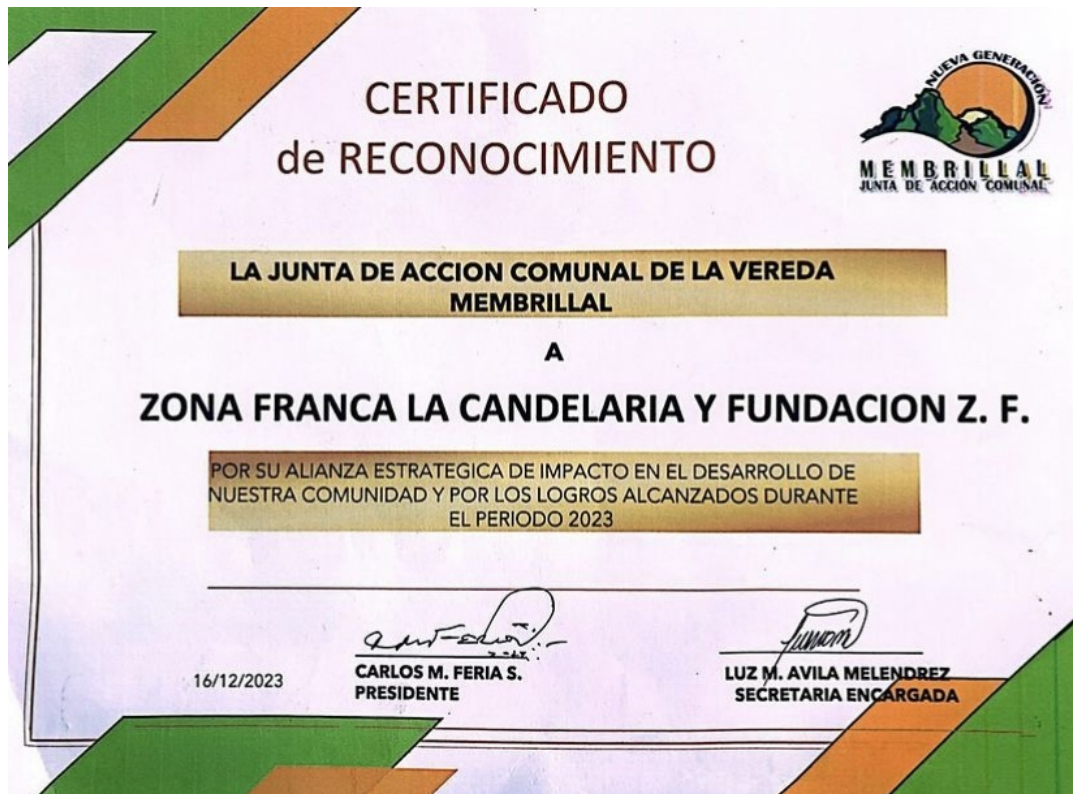 CERTIFICADO
de RECONOCIMIENTO
NUEVA GENERACIÓN
MEMBRILLAL
JUNTA DE ACCIÓN COMUNAL
LA JUNTA DE ACCION COMUNAL DE LA VEREDA
MEMBRILLAL
A
ZONA FRANCA LA CANDELARIA Y FUNDACION Z. F.
POR SU ALIANZA ESTRATEGICA DE IMPACTO EN EL DESARROLLO DE
NUESTRA COMUNIDAD Y POR LOS LOGROS ALCANZADOS DURANTE
EL PERIODO 2023
16/12/2023
CARLOS M. FERIA S.
PRESIDENTE
LUZ M. AVILA MELENDREZ
SECRETARIA ENCARGADA